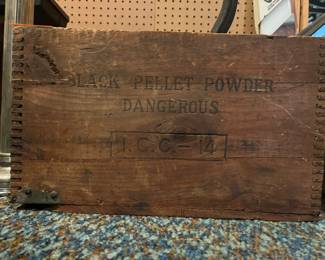 BLACK PELLET POWDER
DANGEROUS
I.C.C-14